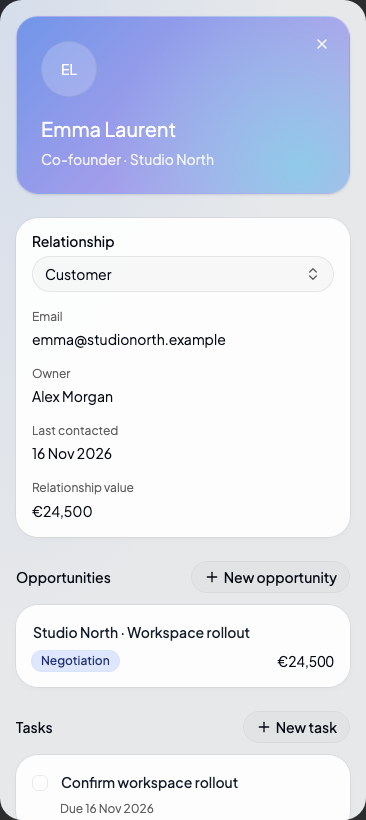 EL
Emma Laurent
Co-founder · Studio North
Relationship
Customer
Email
emma@studionorth.example
Owner
Alex Morgan
Last contacted
16 Nov 2026
Relationship value
€24,500
Opportunities
+ New opportunity
Studio North · Workspace rollout
Negotiation
€24,500
Tasks
+ New task
Confirm workspace rollout
Due 16 Nov 2026